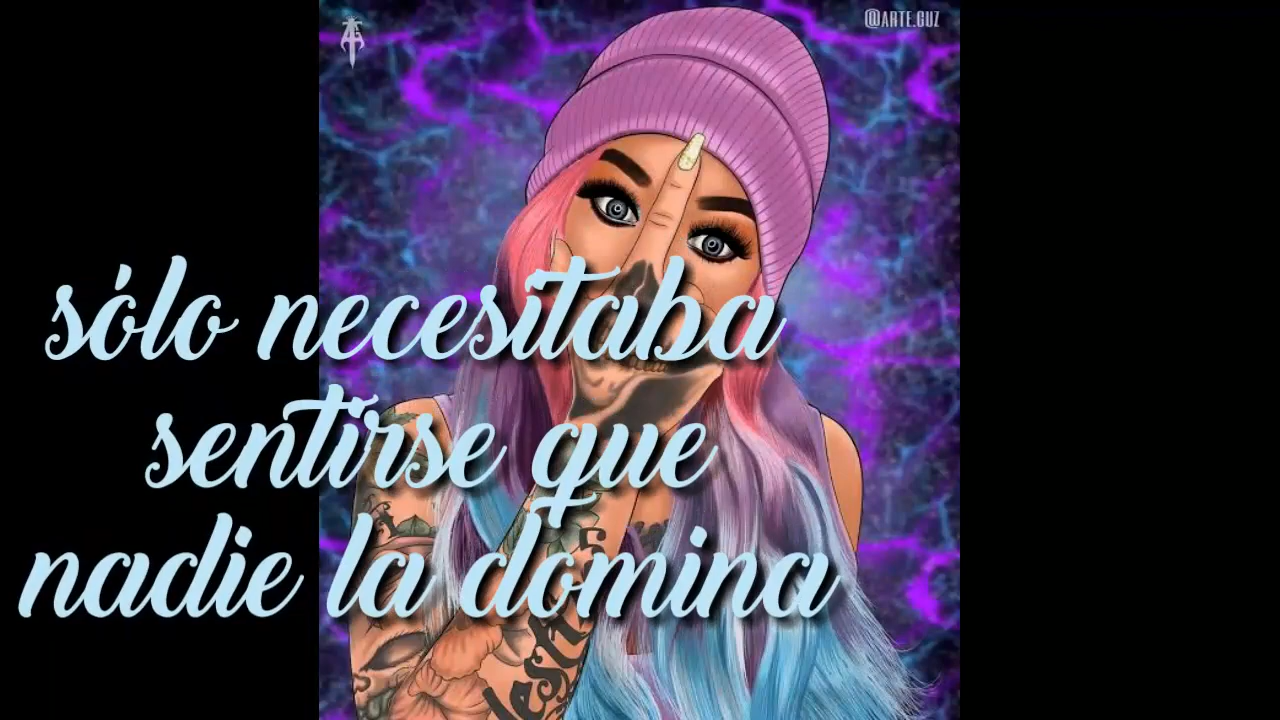 @ARTE.GUZ
sólo necesitaba
sentirse que
nadie la domina